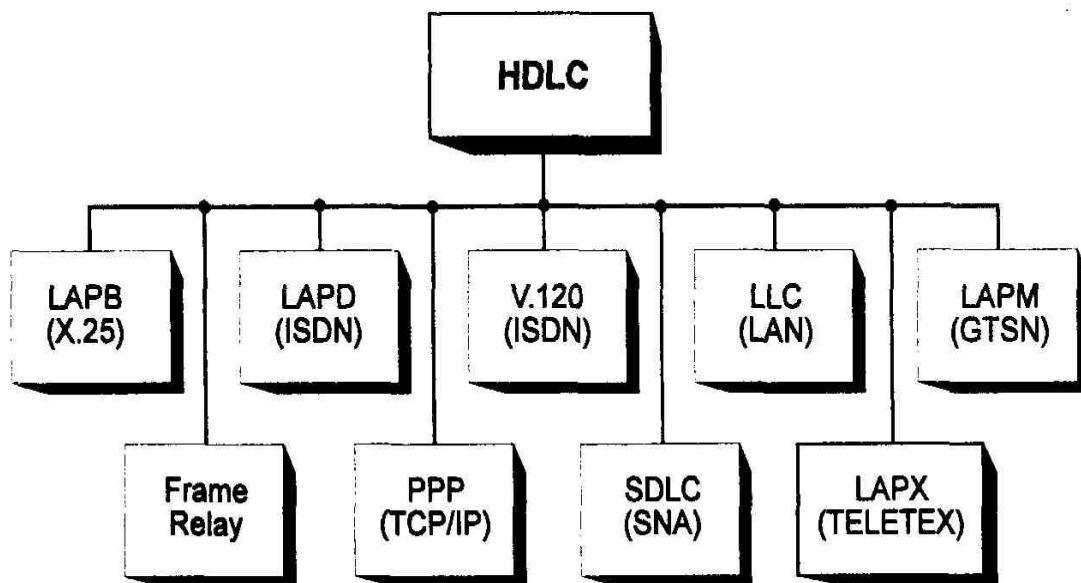 HDLC
LAPB
(X.25)
LAPD
(ISDN)
V.120
(ISDN)
LLC
(LAN)
LAPM
(GTSN)
Frame
Relay
PPP
(TCP/IP)
SDLC
(SNA)
LAPX
(TELETEX)